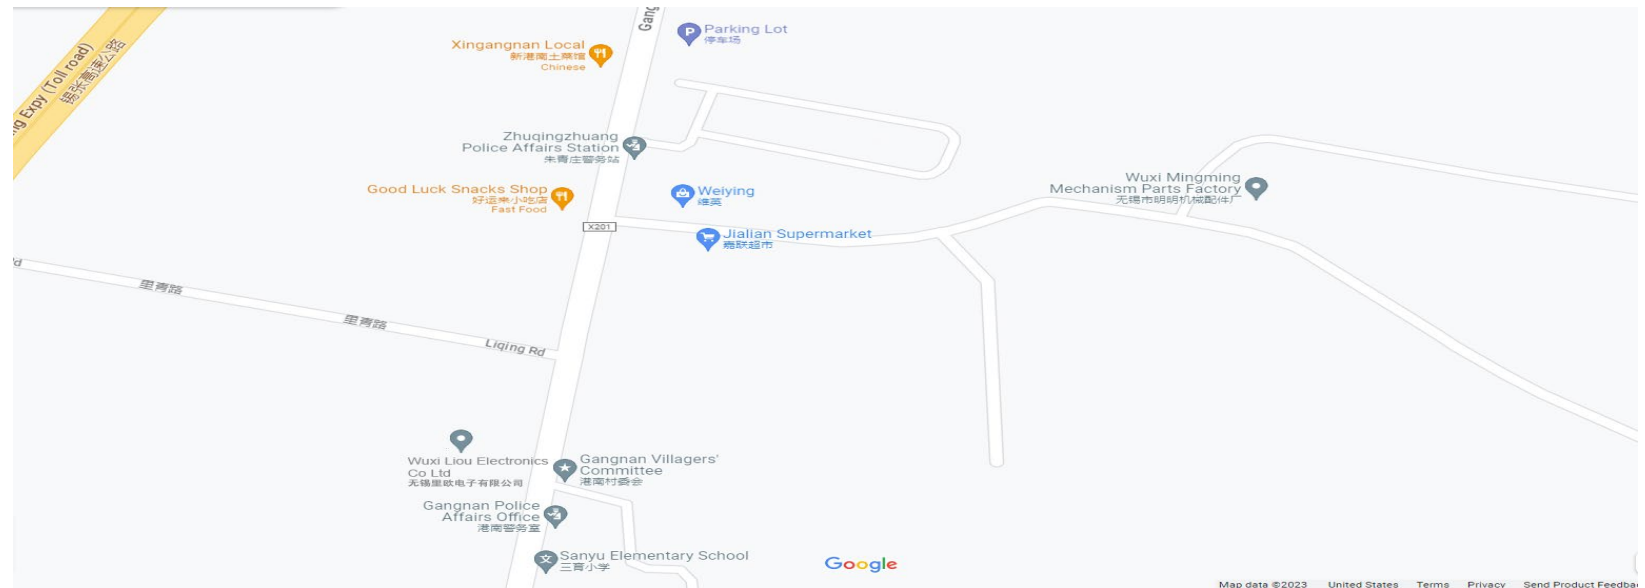 Gang
Parking Lot
停车场
Xingangnan Local
新港南土菜馆
Chinese
ng Expy (Toll road)
锡张高速公路
Zhuqingzhuang
Police Affairs Station
朱青庄警务站
Good Luck Snacks Shop
好运来小吃店
Fast Food
Weiying
维英
Wuxi Mingming
Mechanism Parts Factory
无锡市明明机械配件厂
X201
Jialian Supermarket
嘉联超市
d
里青路
里青路
Liqing Rd
Wuxi Liou Electronics
Co Ltd
无锡里欧电子有限公司
Gangnan Villagers'
Committee
港南村委会
Gangnan Police
Affairs Office
港南警务室
Sanyu Elementary School
三育小学
Google
Map data ©2023 United States Terms Privacy Send Product Feedba